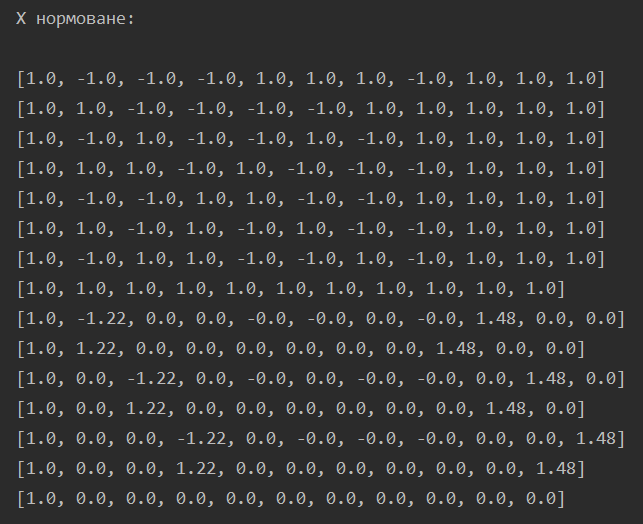 X нормоване:
[1.0, -1.0, -1.0, -1.0, 1.0, 1.0, 1.0, -1.0, 1.0, 1.0, 1.0]
[1.0, 1.0, -1.0, -1.0, -1.0, -1.0, 1.0, 1.0, 1.0, 1.0, 1.0]
[1.0, -1.0, 1.0, -1.0, -1.0, 1.0, -1.0, 1.0, 1.0, 1.0, 1.0]
[1.0, 1.0, 1.0, -1.0, 1.0, -1.0, -1.0, -1.0, 1.0, 1.0, 1.0]
[1.0, -1.0, -1.0, 1.0, 1.0, -1.0, -1.0, 1.0, 1.0, 1.0, 1.0]
[1.0, 1.0, -1.0, 1.0, -1.0, 1.0, -1.0, -1.0, 1.0, 1.0, 1.0]
[1.0, -1.0, 1.0, 1.0, -1.0, -1.0, 1.0, -1.0, 1.0, 1.0, 1.0]
[1.0, 1.0, 1.0, 1.0, 1.0, 1.0, 1.0, 1.0, 1.0, 1.0, 1.0]
[1.0, -1.22, 0.0, 0.0, -0.0, -0.0, 0.0, -0.0, 1.48, 0.0, 0.0]
[1.0, 1.22, 0.0, 0.0, 0.0, 0.0, 0.0, 0.0, 1.48, 0.0, 0.0]
[1.0, 0.0, -1.22, 0.0, -0.0, 0.0, -0.0, -0.0, 0.0, 1.48, 0.0]
[1.0, 0.0, 1.22, 0.0, 0.0, 0.0, 0.0, 0.0, 0.0, 1.48, 0.0]
[1.0, 0.0, 0.0, -1.22, 0.0, -0.0, -0.0, -0.0, 0.0, 0.0, 1.48]
[1.0, 0.0, 0.0, 1.22, 0.0, 0.0, 0.0, 0.0, 0.0, 0.0, 1.48]
[1.0, 0.0, 0.0, 0.0, 0.0, 0.0, 0.0, 0.0, 0.0, 0.0, 0.0]